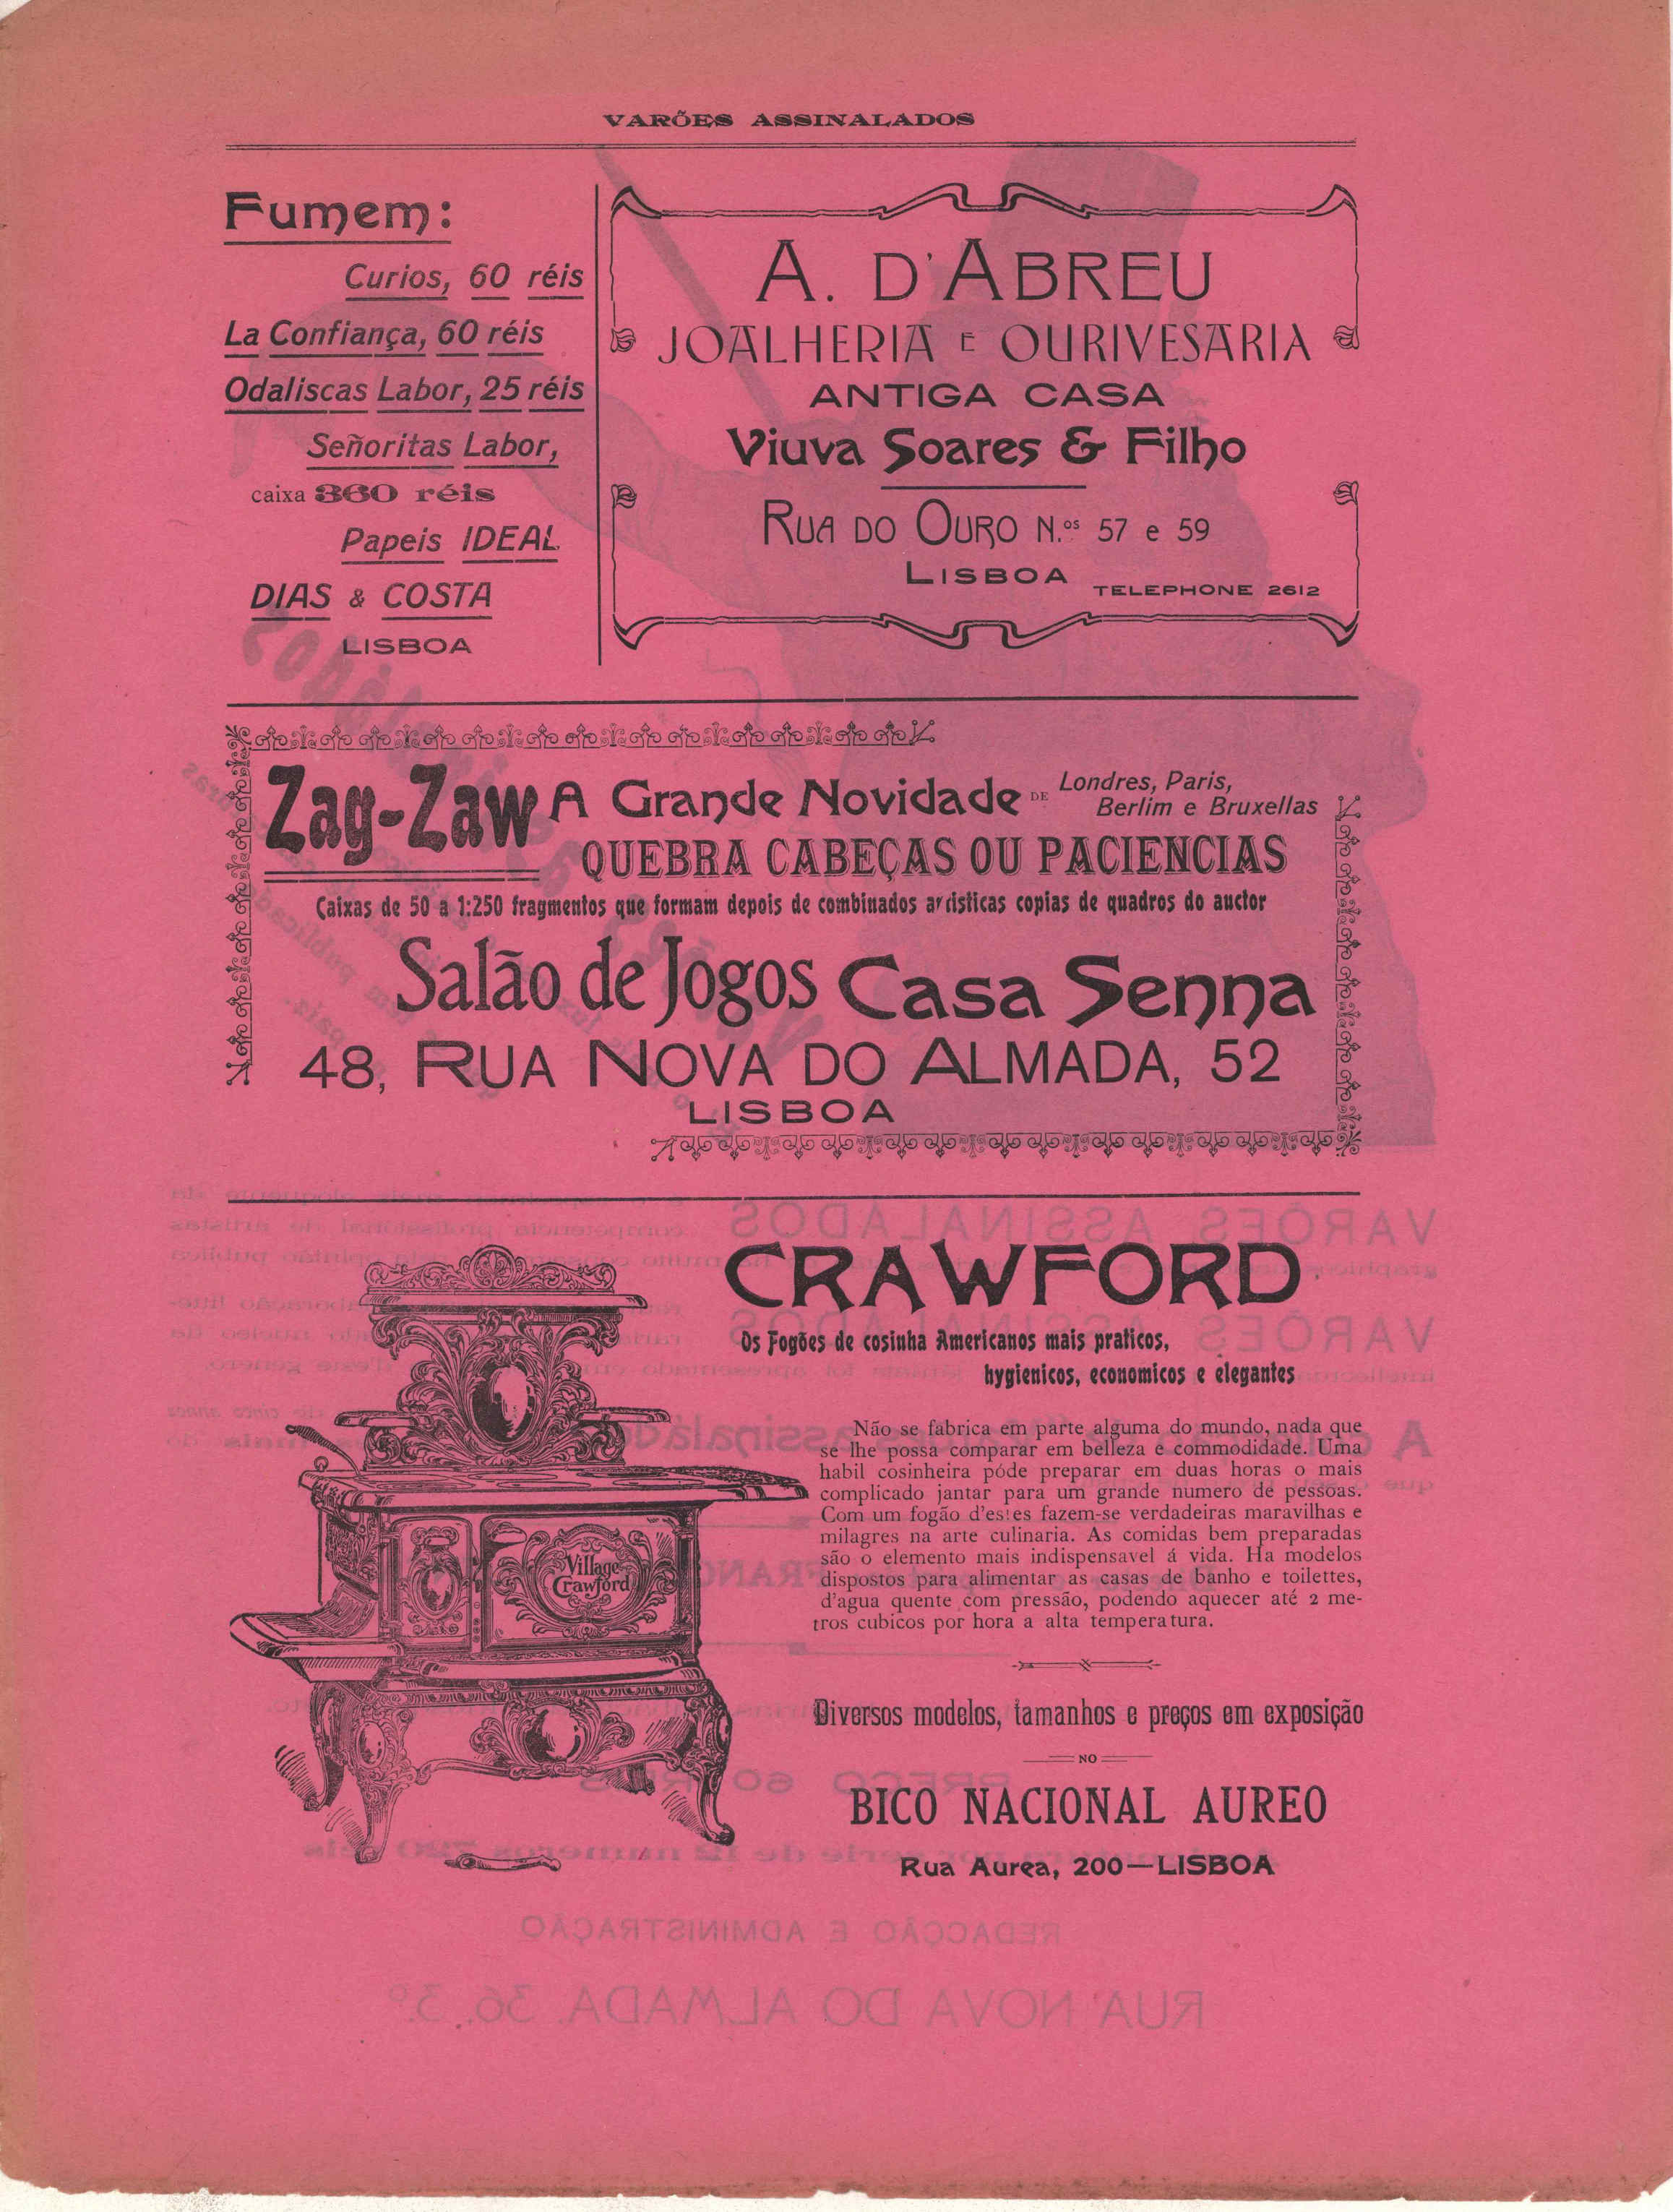 VARÕES ASSINALADOS
Fumem:
Curios, 60 réis
La Confiança, 60 réis
Odaliscas Labor, 25 réis
Señoritas Labor,
caixa 360 réis
Papeis IDEAL
DIAS & COSTA
LISBOA
A. D'ABREU
JOALHERIA E OURIVESARIA
ANTIGA CASA
Viuva Soares & Filho
RUA DO OURO N.os 57 e 59
LISBOA
TELEPHONE 2612
Zag-Zaw A Grande Novidade DE Londres, Paris,
Berlim e Bruxellas
QUEBRA CABEÇAS OU PACIENCIAS
Caixas de 50 a 1:250 fragmentos que formam depois de combinados artisticas copias de quadros do auctor
Salão de Jogos Casa Senna
48, RUA NOVA DO ALMADA, 52
LISBOA
CRAWFORD
Os Fogões de cosinha Americanos mais praticos,
hygienicos, economicos e elegantes
Não se fabrica em parte alguma do mundo, nada que
se lhe possa comparar em belleza e commodidade. Uma
habil cosinheira póde preparar em duas horas o mais
complicado jantar para um grande numero de pessoas.
Com um fogão d'estes fazem-se verdadeiras maravilhas e
milagres na arte culinaria. As comidas bem preparadas
são o elemento mais indispensavel á vida. Ha modelos
dispostos para alimentar as casas de banho e toilettes,
d'agua quente com pressão, podendo aquecer até 2 me-
tros cubicos por hora a alta temperatura.
Village
Crawford
Diversos modelos, tamanhos e preços em exposição
NO
BICO NACIONAL AUREO
Rua Aurea, 200—LISBOA